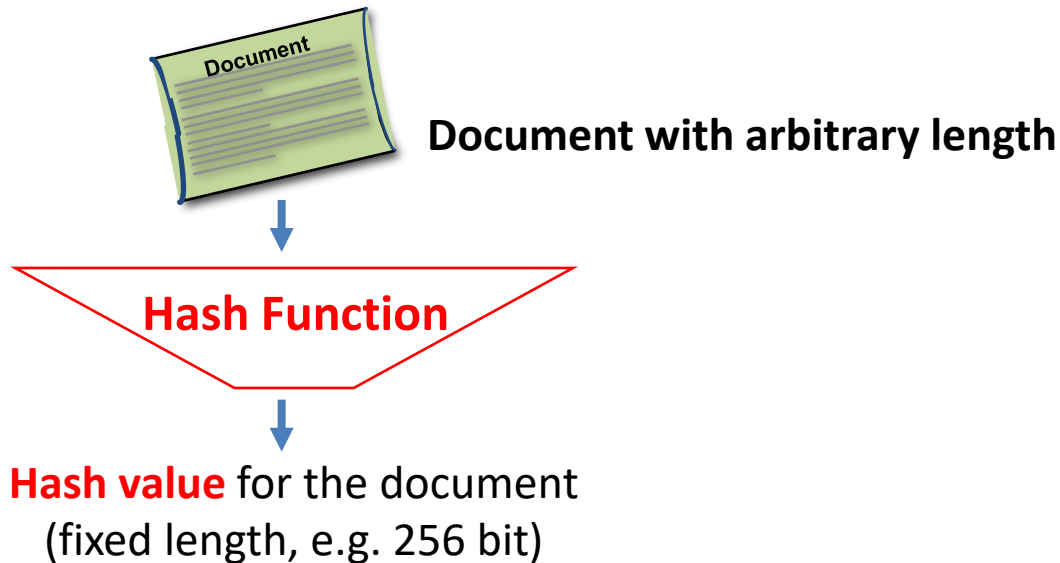 Document
Document with arbitrary length
Hash Function
Hash value for the document
(fixed length, e.g. 256 bit)